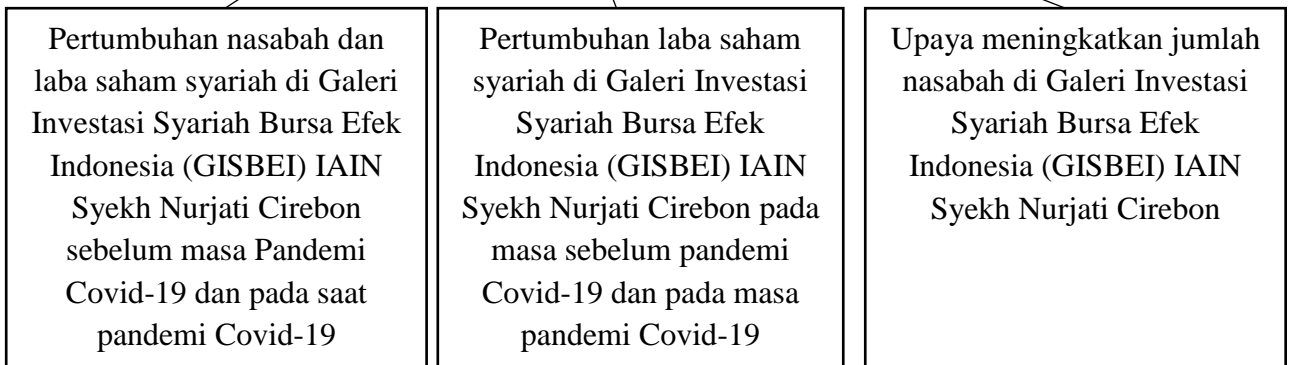 Pertumbuhan nasabah dan
laba saham syariah di Galeri
Investasi Syariah Bursa Efek
Indonesia (GISBEI) IAIN
Syekh Nurjati Cirebon
sebelum masa Pandemi
Covid-19 dan pada saat
pandemi Covid-19
Pertumbuhan laba saham
syariah di Galeri Investasi
Syariah Bursa Efek
Indonesia (GISBEI) IAIN
Syekh Nurjati Cirebon pada
masa sebelum pandemi
Covid-19 dan pada masa
pandemi Covid-19
Upaya meningkatkan jumlah
nasabah di Galeri Investasi
Syariah Bursa Efek
Indonesia (GISBEI) IAIN
Syekh Nurjati Cirebon